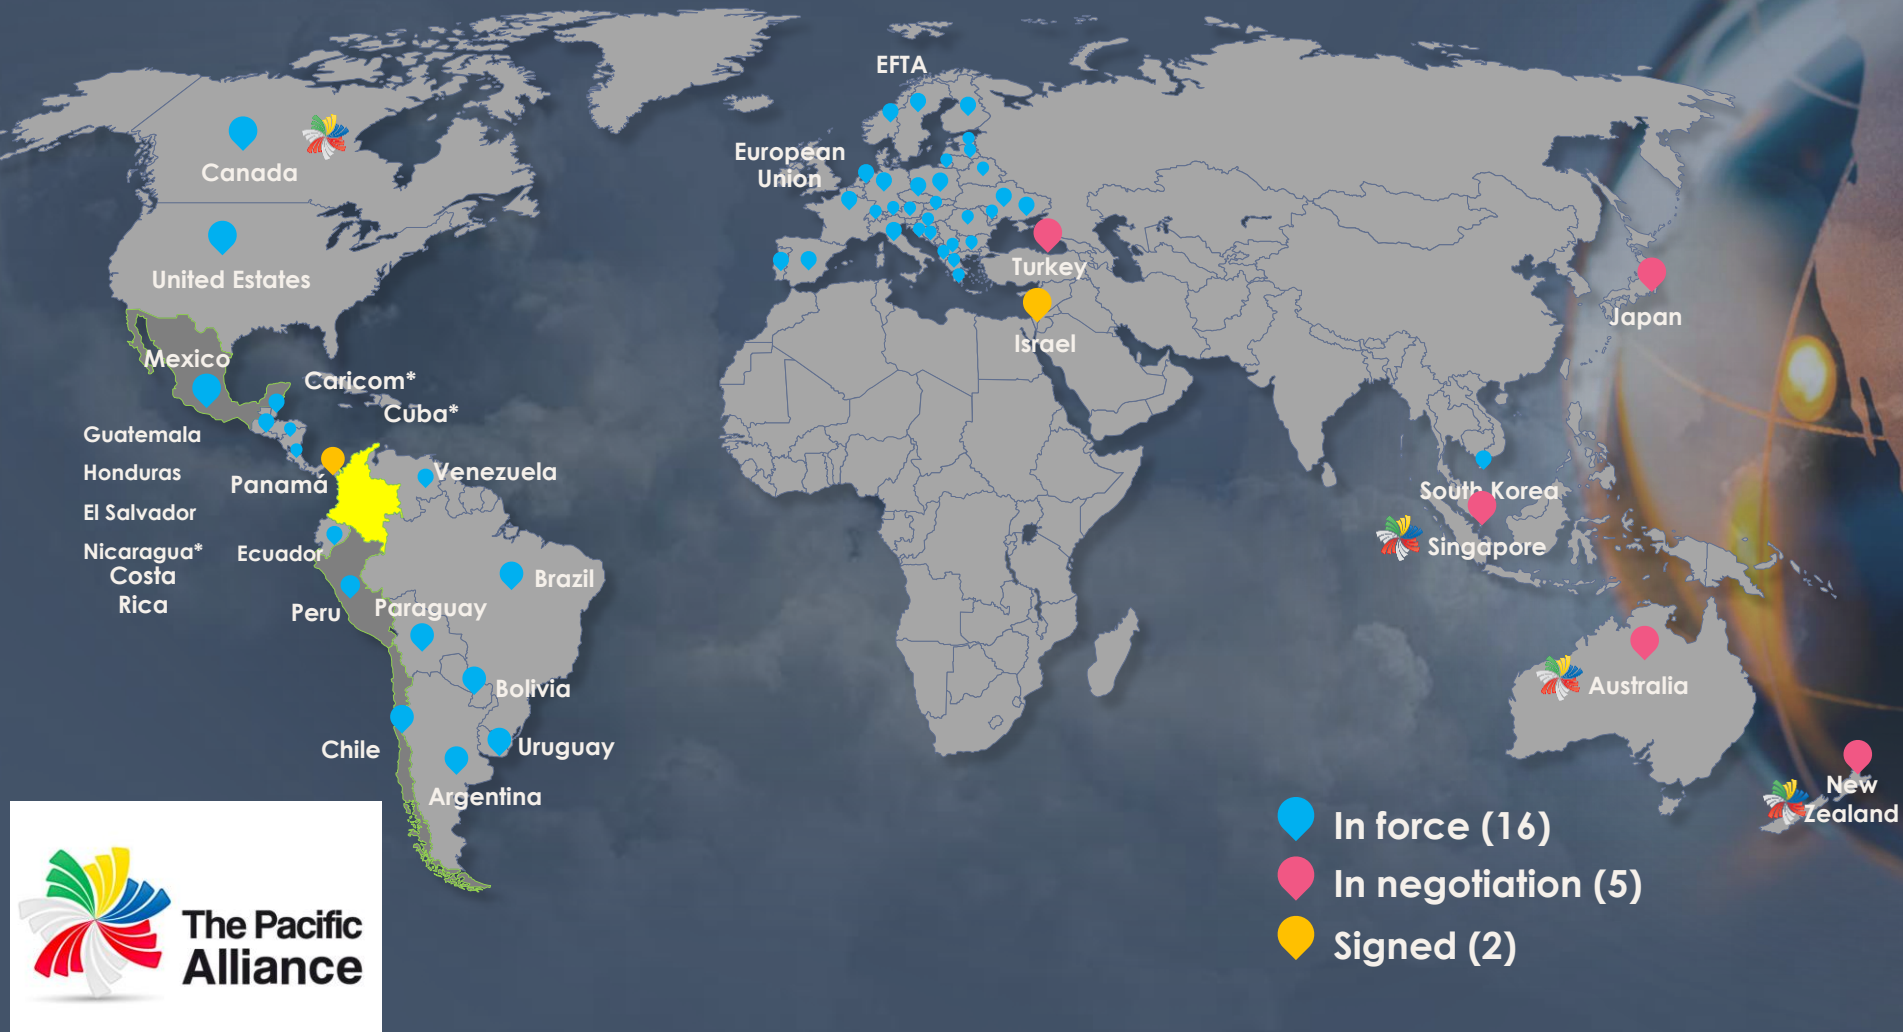 EFTA
European
Union
Canada
United Estates
Turkey
Israel
Japan
Mexico
Caricom*
Cuba*
Guatemala
Honduras
El Salvador
Nicaragua*
Costa
Rica
Panamá
Venezuela
Ecuador
Peru
Paraguay
Brazil
Bolivia
Chile
Uruguay
Argentina
South Korea
Singapore
Australia
New
Zealand
In force (16)
In negotiation (5)
Signed (2)
The Pacific
Alliance